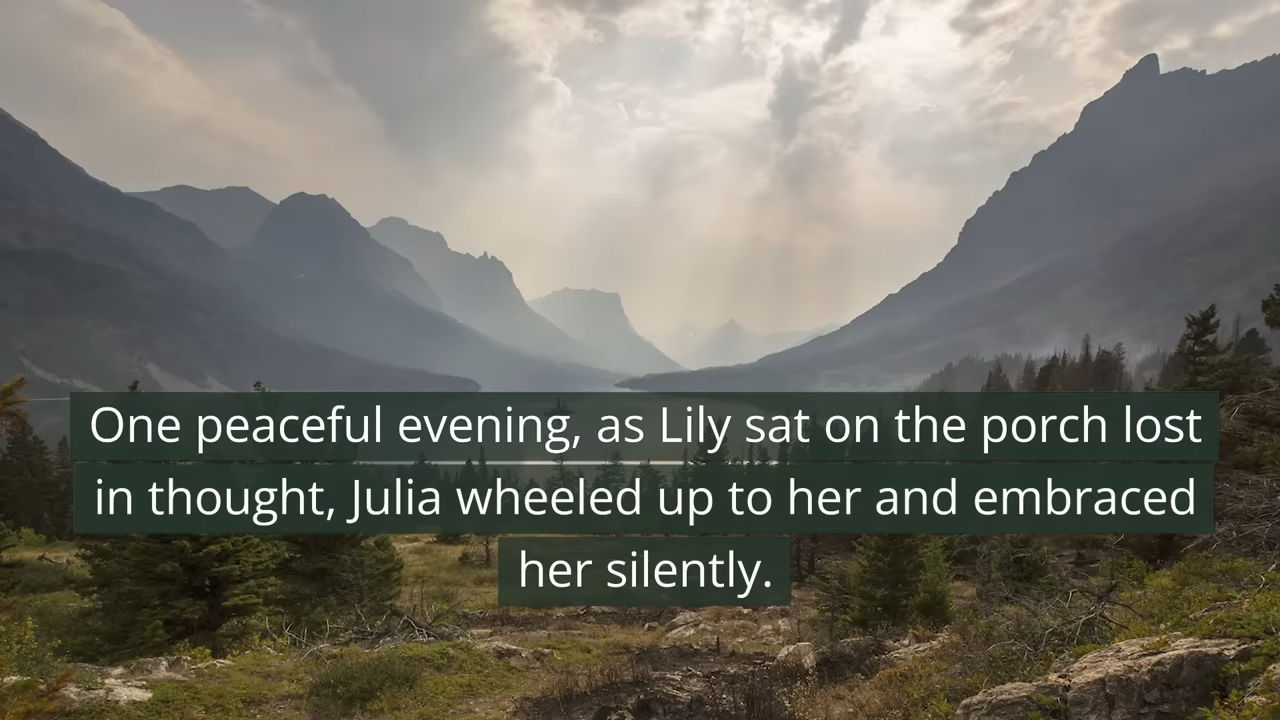 One peaceful evening, as Lily sat on the porch lost
in thought, Julia wheeled up to her and embraced
her silently.